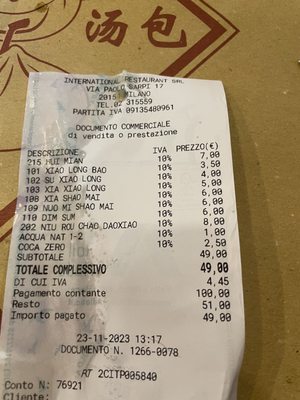 汤包
INTERNATIONAL RESTAURANT SRL
VIA PAOLO SARPI 17
2015 MILANO
TEL.02 315559
PARTITA IVA 09135480961
DOCUMENTO COMMERCIALE
di vendita o prestazione
DESCRIZIONE IVA PREZZO(€)
215 HUI MIAN 10% 7,00
101 XIAO LONG BAO 10% 3,50
102 SU XIAO LONG 10% 4,00
103 XIA XIAO LONG 10% 5,00
108 XIA SHAO MAI 10% 6,00
109 NUO MI SHAO MAI 10% 6,00
110 DIM SUM 10% 6,00
202 NIU ROU CHAO DAOXIAO 10% 8,00
ACQUA NAT 1-2 10% 1,00
COCA ZERO 10% 2,50
SUBTOTALE 49,00
TOTALE COMPLESSIVO 49,00
DI CUI IVA 4,45
Pagamento contante 100,00
Resto 51,00
Importo pagato 49,00
23-11-2023 13:17
DOCUMENTO N. 1266-0078
RT 2CITP005840
Conto N: 76921
Cliente: